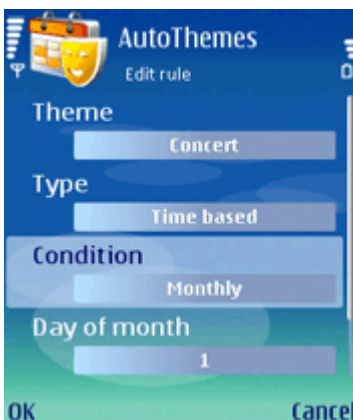 AutoThemes
Edit rule
Theme
Concert
Type
Time based
Condition
Monthly
Day of month
1
OK
Cancel